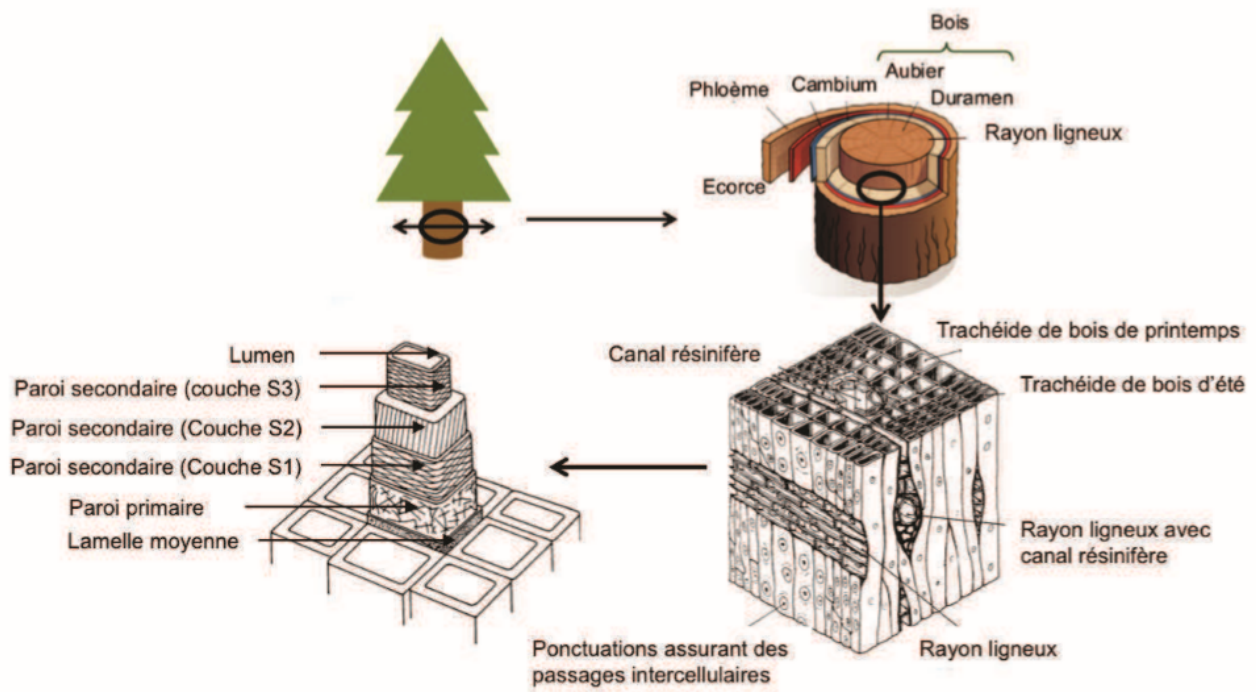 Bois
Aubier
Phloème
Cambium
Duramen
Rayon ligneux
Ecorce
Lumen
Paroi secondaire (couche S3)
Paroi secondaire (Couche S2)
Paroi secondaire (Couche S1)
Paroi primaire
Lamelle moyenne
Canal résinifère
Trachéide de bois de printemps
Trachéide de bois d'été
Rayon ligneux avec
canal résinifère
Rayon ligneux
Ponctuations assurant des
passages intercellulaires